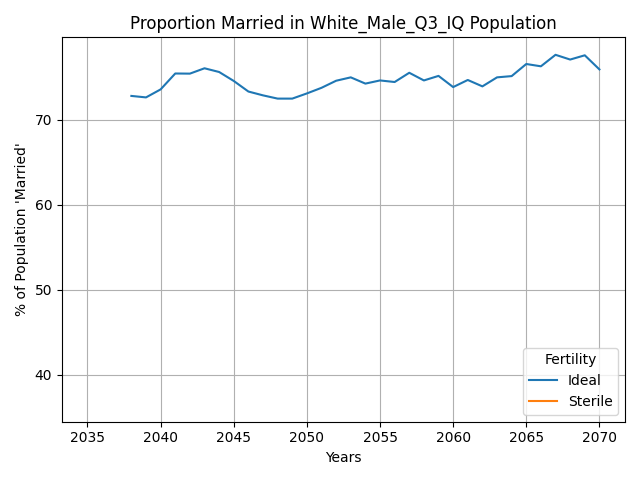 Proportion Married in White_Male_Q3_IQ Population
% of Population 'Married'
70
60
50
40
2035 2040 2045 2050 2055 2060 2065 2070
Years
Fertility
Ideal
Sterile